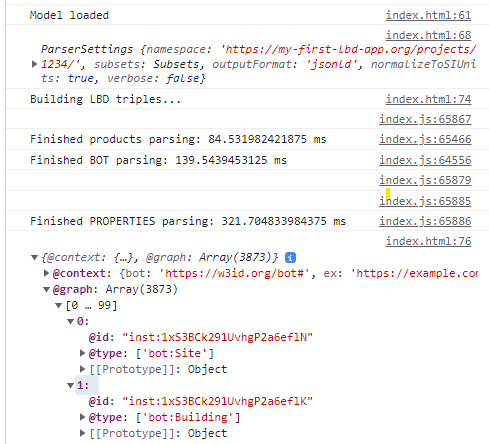 Model loaded index.html:61
index.html:68
ParserSettings {namespace: 'https://my-first-lbd-app.org/projects/
1234/', subsets: Subsets, outputFormat: 'jsonld', normalizeToSIUni
ts: true, verbose: false}
Building LBD triples... index.html:74
index.js:65867
Finished products parsing: 84.531982421875 ms index.js:65466
Finished BOT parsing: 139.5439453125 ms index.js:64556
index.js:65879
index.js:65885
Finished PROPERTIES parsing: 321.704833984375 ms index.js:65886
index.html:76
{@context: {…}, @graph: Array(3873)} i
@context: {bot: 'https://w3id.org/bot#', ex: 'https://example.com
@graph: Array(3873)
[0 … 99]
0:
@id: "inst:1xS3BCk291UvhgP2a6eflN"
@type: ['bot:Site']
[[Prototype]]: Object
1:
@id: "inst:1xS3BCk291UvhgP2a6eflK"
@type: ['bot:Building']
[[Prototype]]: Object